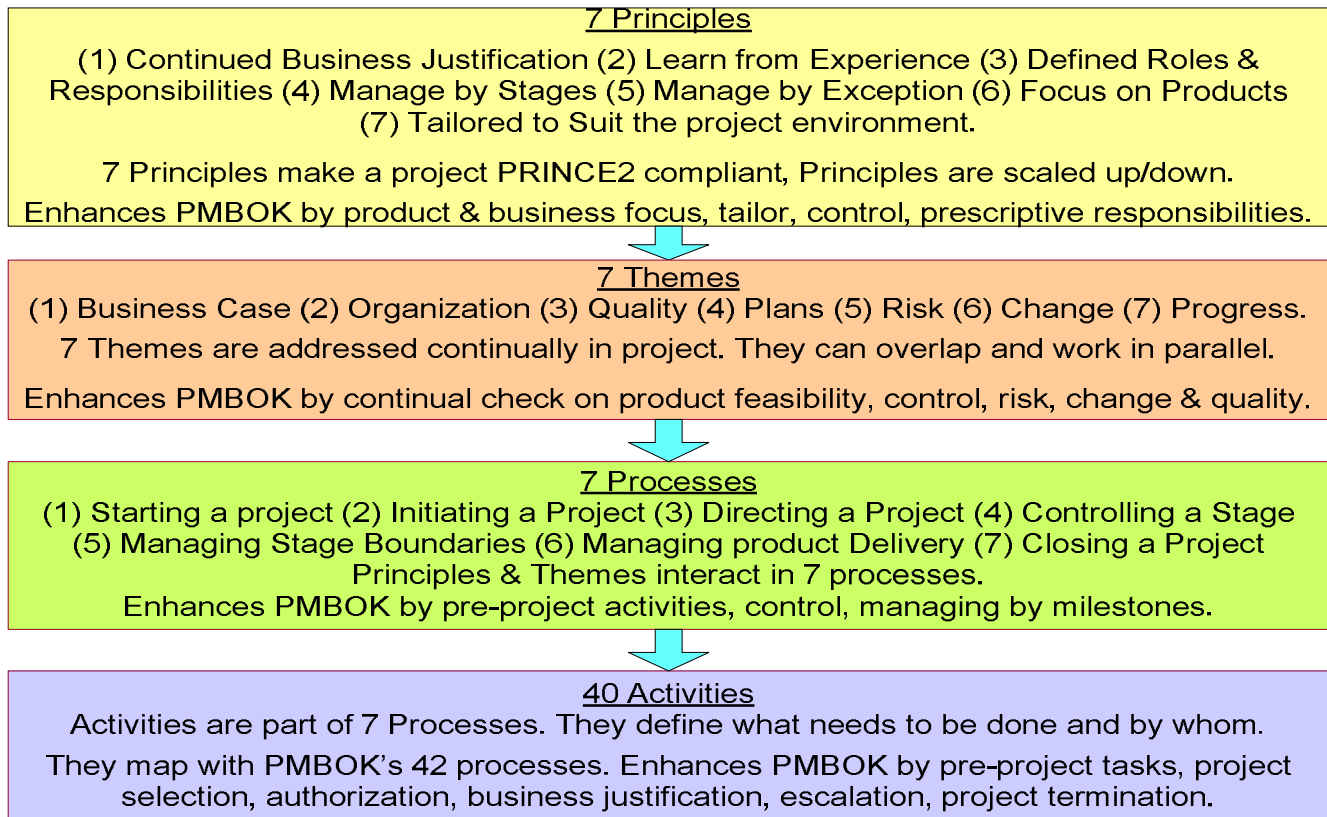 7 Principles
(1) Continued Business Justification (2) Learn from Experience (3) Defined Roles &
Responsibilities (4) Manage by Stages (5) Manage by Exception (6) Focus on Products
(7) Tailored to Suit the project environment.
7 Principles make a project PRINCE2 compliant, Principles are scaled up/down.
Enhances PMBOK by product & business focus, tailor, control, prescriptive responsibilities.
7 Themes
(1) Business Case (2) Organization (3) Quality (4) Plans (5) Risk (6) Change (7) Progress.
7 Themes are addressed continually in project. They can overlap and work in parallel.
Enhances PMBOK by continual check on product feasibility, control, risk, change & quality.
7 Processes
(1) Starting a project (2) Initiating a Project (3) Directing a Project (4) Controlling a Stage
(5) Managing Stage Boundaries (6) Managing product Delivery (7) Closing a Project
Principles & Themes interact in 7 processes.
Enhances PMBOK by pre-project activities, control, managing by milestones.
40 Activities
Activities are part of 7 Processes. They define what needs to be done and by whom.
They map with PMBOK's 42 processes. Enhances PMBOK by pre-project tasks, project
selection, authorization, business justification, escalation, project termination.